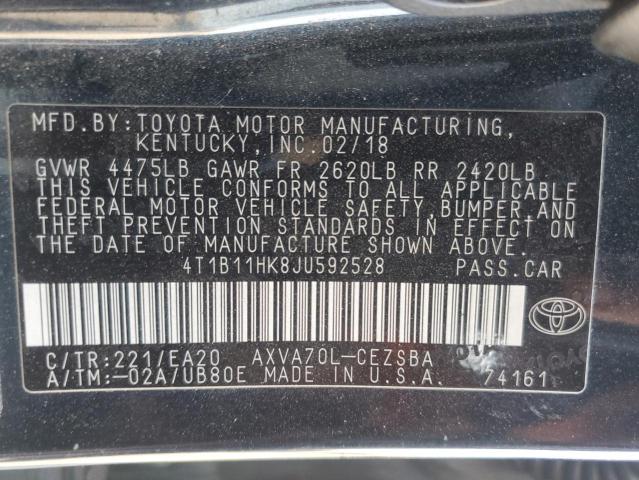 MFD.BY:TOYOTA MOTOR MANUFACTURING,
KENTUCKY,INC.02/18
GVWR 4475LB GAWR FR 2620LB RR 2420LB
THIS VEHICLE CONFORMS TO ALL APPLICABLE
FEDERAL MOTOR VEHICLE SAFETY,BUMPER,AND
THEFT PREVENTION STANDARDS IN EFFECT ON
THE DATE OF MANUFACTURE SHOWN ABOVE.
4T1B11HK8JU592528 PASS.CAR
C/TR:221/EA20 AXVA70L-CEZSBA
A/TM:-02A/UB80E MADE IN U.S.A. 74161